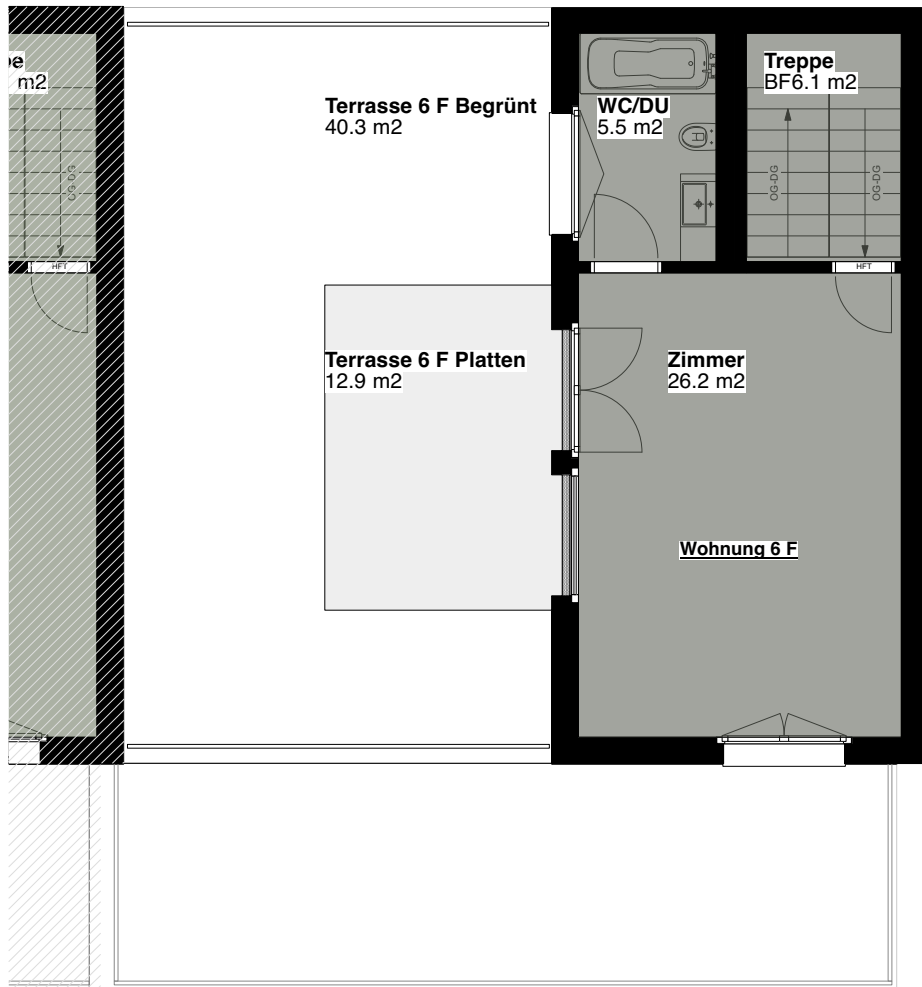 pe
m2
OG-DG
HFT
Terrasse 6 F Begrünt
40.3 m2
WC/DU
5.5 m2
Treppe
BF6.1 m2
OG-DG
OG-DG
HFT
Terrasse 6 F Platten
12.9 m2
Zimmer
26.2 m2
Wohnung 6 F